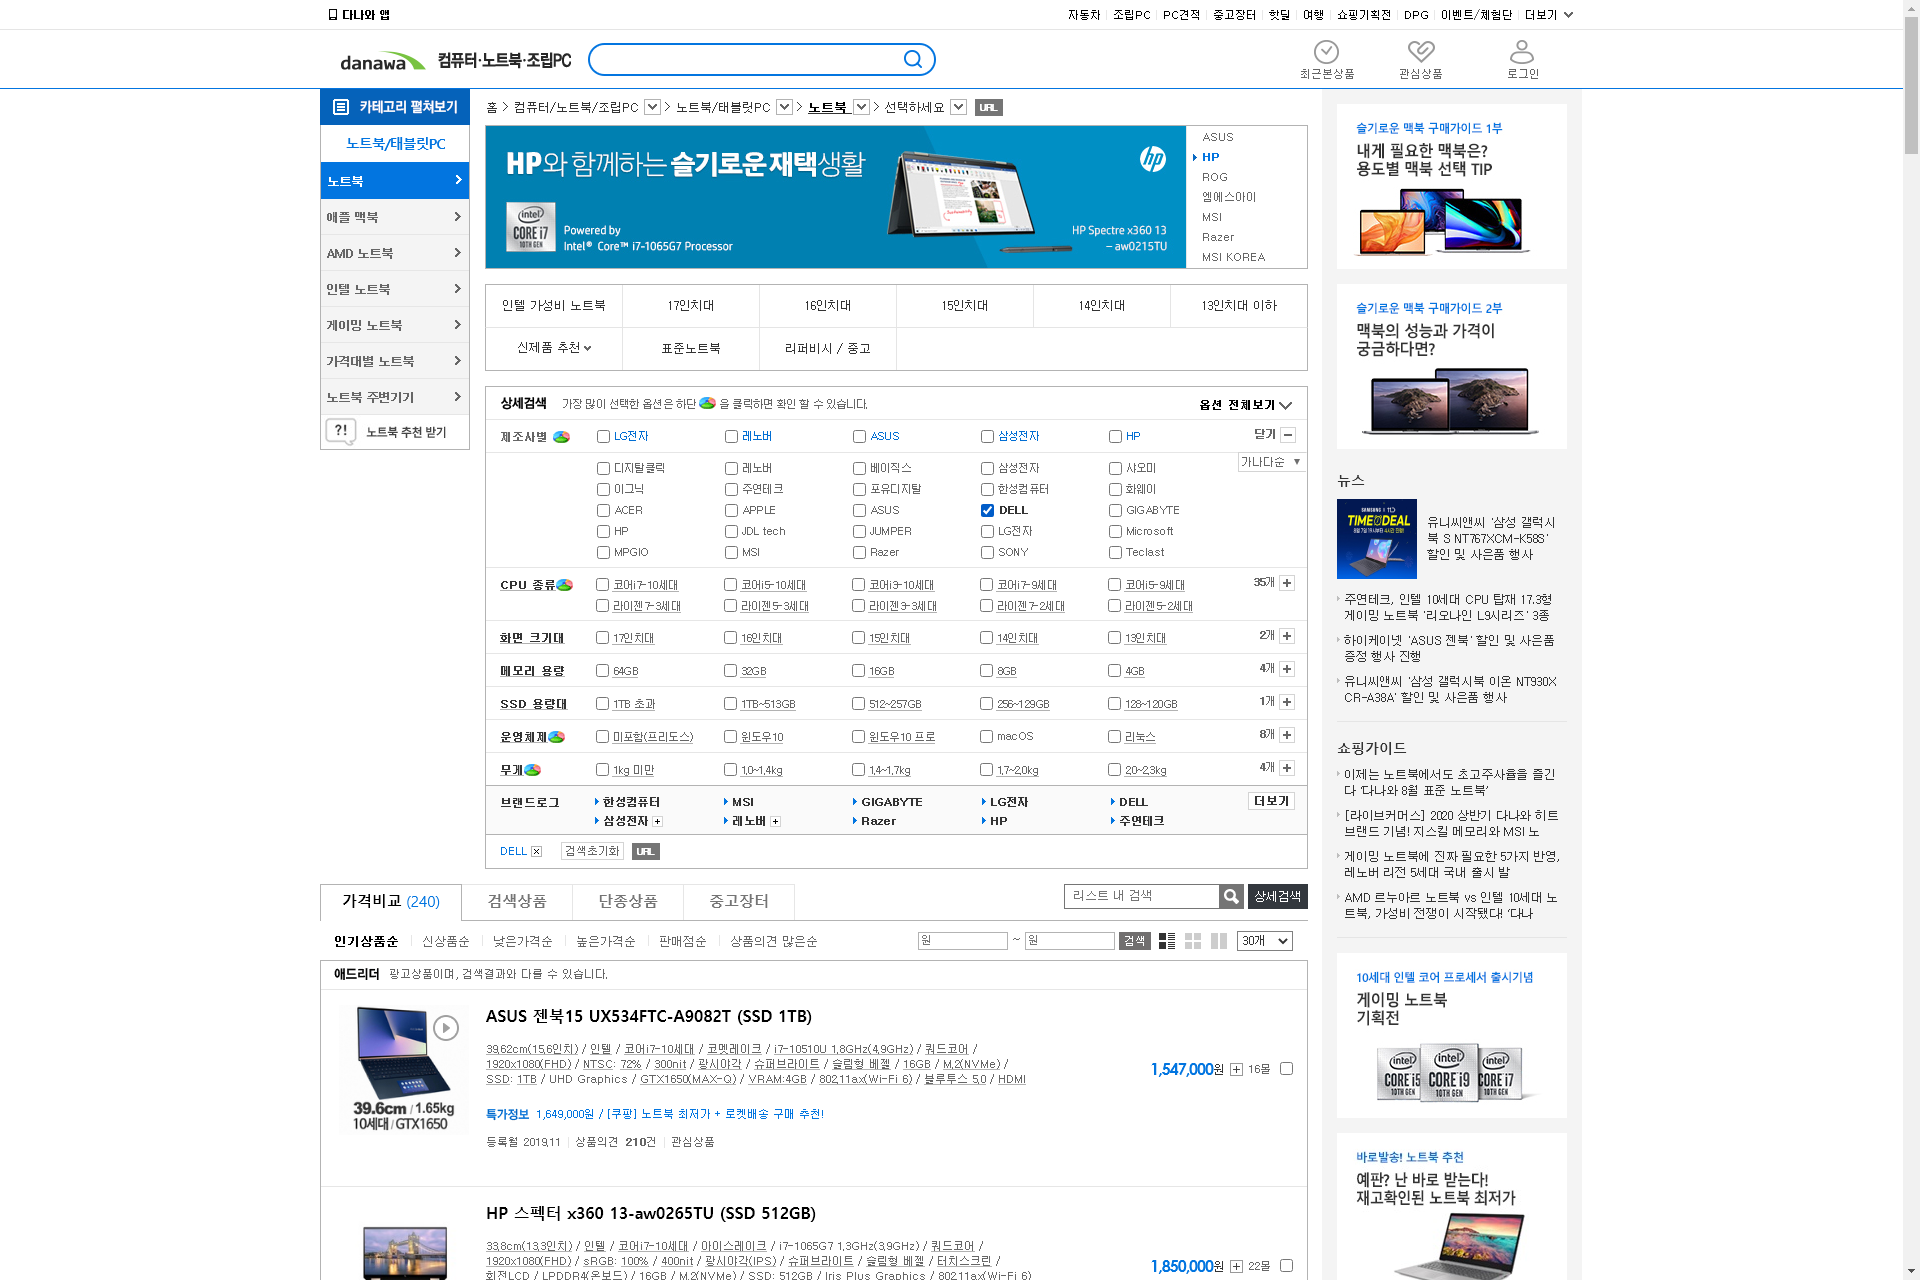 다나와 앱
자동차 조립PC PC견적 중고장터 핫딜 여행 쇼핑기획전 DPG 이벤트/체험단 더보기
danawa 컴퓨터·노트북·조립PC
최근본상품 관심상품 로그인
카테고리 펼쳐보기
노트북/태블릿PC
노트북
애플 맥북
AMD 노트북
인텔 노트북
게이밍 노트북
가격대별 노트북
노트북 주변기기
?! 노트북 추천 받기
홈 > 컴퓨터/노트북/조립PC > 노트북/태블릿PC > 노트북 > 선택하세요 URL
HP와 함께하는 슬기로운 재택생활
hp
intel CORE i7 10TH GEN
Powered by
Intel® Core™ i7-1065G7 Processor
HP Spectre x360 13
– aw0215TU
ASUS
HP
ROG
엠에스아이
MSI
Razer
MSI KOREA
인텔 가성비 노트북 17인치대 16인치대 15인치대 14인치대 13인치대 이하
신제품 추천 표준노트북 리퍼비시 / 중고
상세검색 가장 많이 선택한 옵션은 하단 을 클릭하면 확인 할 수 있습니다. 옵션 전체보기
제조사별 LG전자 레노버 ASUS 삼성전자 HP 닫기
디지탈클릭 레노버 베이직스 삼성전자 샤오미 가나다순 ▼
이그닉 주연테크 포유디지탈 한성컴퓨터 화웨이
ACER APPLE ASUS DELL GIGABYTE
HP JDL tech JUMPER LG전자 Microsoft
MPGIO MSI Razer SONY Teclast
CPU 종류 코어i7-10세대 코어i5-10세대 코어i3-10세대 코어i7-9세대 코어i5-9세대 35개
라이젠7-3세대 라이젠5-3세대 라이젠3-3세대 라이젠7-2세대 라이젠5-2세대
화면 크기대 17인치대 16인치대 15인치대 14인치대 13인치대 2개
메모리 용량 64GB 32GB 16GB 8GB 4GB 4개
SSD 용량대 1TB 초과 1TB~513GB 512~257GB 256~129GB 128~120GB 1개
운영체제 미포함(프리도스) 윈도우10 윈도우10 프로 macOS 리눅스 8개
무게 1kg 미만 1.0~1.4kg 1.4~1.7kg 1.7~2.0kg 2.0~2.3kg 4개
브랜드로그 한성컴퓨터 MSI GIGABYTE LG전자 DELL 더보기
삼성전자 레노버 Razer HP 주연테크
DELL 검색초기화 URL
가격비교 (240) 검색상품 단종상품 중고장터 리스트 내 검색 상세검색
인기상품순 신상품순 낮은가격순 높은가격순 판매점순 상품의견 많은순 원 ~ 원 검색 30개
애드리더 광고상품이며, 검색결과와 다를 수 있습니다.
ASUS 젠북15 UX534FTC-A9082T (SSD 1TB)
39.62cm(15.6인치) / 인텔 / 코어i7-10세대 / 코멧레이크 / i7-10510U 1.8GHz(4.9GHz) / 쿼드코어 /
1920x1080(FHD) / NTSC: 72% / 300nit / 광시야각 / 슈퍼브라이트 / 슬림형 베젤 / 16GB / M.2(NVMe) /
SSD: 1TB / UHD Graphics / GTX1650(MAX-Q) / VRAM:4GB / 802.11ax(Wi-Fi 6) / 블루투스 5.0 / HDMI
1,547,000원 16몰
특가정보 1,649,000원 / [쿠팡] 노트북 최저가 + 로켓배송 구매 추천!
등록월 2019.11 상품의견 210건 관심상품
39.6cm / 1.65kg
10세대 / GTX1650
HP 스펙터 x360 13-aw0265TU (SSD 512GB)
33.8cm(13.3인치) / 인텔 / 코어i7-10세대 / 아이스레이크 / i7-1065G7 1.3GHz(3.9GHz) / 쿼드코어 /
1920x1080(FHD) / sRGB: 100% / 400nit / 광시야각(IPS) / 슈퍼브라이트 / 슬림형 베젤 / 터치스크린 /
회전LCD / LPDDR4(온보드) / 16GB / M.2(NVMe) / SSD: 512GB / Iris Plus Graphics / 802.11ax(Wi-Fi 6)
1,850,000원 22몰
슬기로운 맥북 구매가이드 1부
내게 필요한 맥북은?
용도별 맥북 선택 TIP
슬기로운 맥북 구매가이드 2부
맥북의 성능과 가격이
궁금하다면?
뉴스
TIME DEAL
유니씨앤씨 '삼성 갤럭시
북 S NT767XCM-K58S'
할인 및 사은품 행사
주연테크, 인텔 10세대 CPU 탑재 17.3형
게이밍 노트북 '리오나인 L9시리즈' 3종
하이케이넷 'ASUS 젠북' 할인 및 사은품
증정 행사 진행
유니씨앤씨 '삼성 갤럭시북 이온 NT930X
CR-A38A' 할인 및 사은품 행사
쇼핑가이드
이제는 노트북에서도 초고주사율을 즐긴
다 '다나와 8월 표준 노트북'
[라이브커머스] 2020 상반기 다나와 히트
브랜드 기념! 지스킬 메모리와 MSI 노
게이밍 노트북에 진짜 필요한 5가지 반영,
레노버 리전 5세대 국내 출시 발
AMD 르누아르 노트북 vs 인텔 10세대 노
트북, 가성비 전쟁이 시작됐다! '다나
10세대 인텔 코어 프로세서 출시기념
게이밍 노트북
기획전
intel CORE i5 10TH GEN intel CORE i9 10TH GEN intel CORE i7 10TH GEN
바로발송! 노트북 추천
예판? 난 바로 받는다!
재고확인된 노트북 최저가